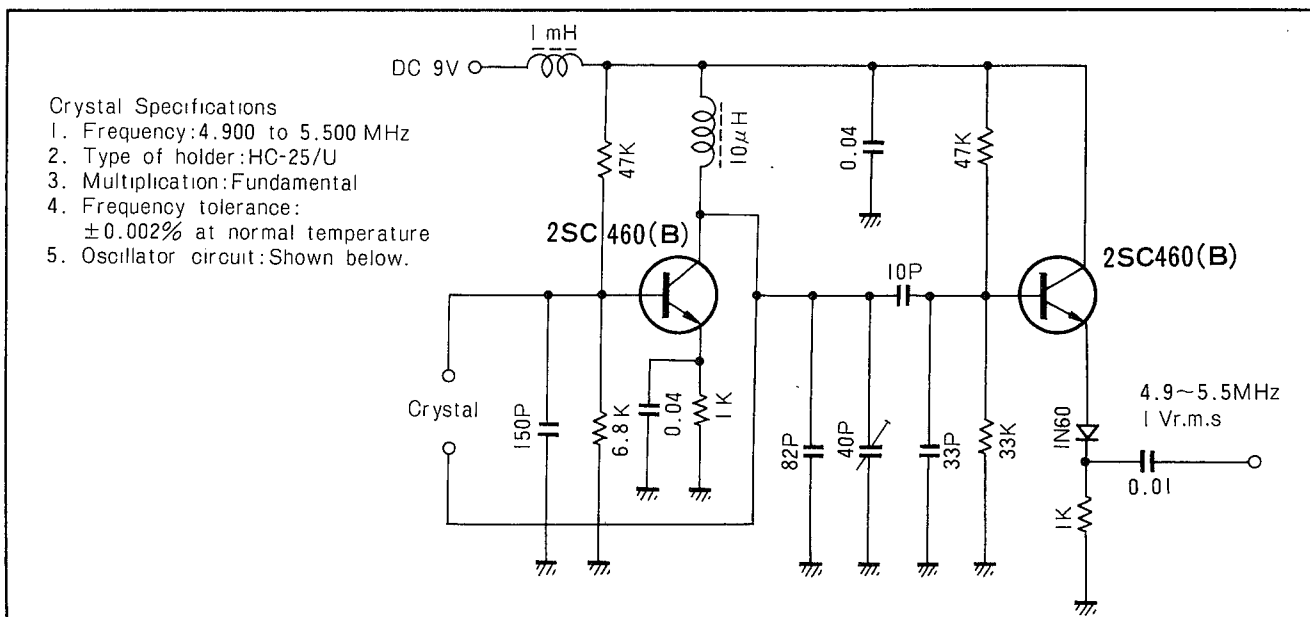 1 mH
DC 9V
Crystal Specifications
1. Frequency: 4.900 to 5.500 MHz
2. Type of holder: HC-25/U
3. Multiplication: Fundamental
4. Frequency tolerance:
±0.002% at normal temperature
5. Oscillator circuit: Shown below.
47K
10μH
0.04
47K
2SC460(B)
2SC460(B)
10P
Crystal
150P
6.8K
0.04
1K
82P
40P
33P
33K
1N60
4.9~5.5MHz
1 Vr.m.s
0.01
1K